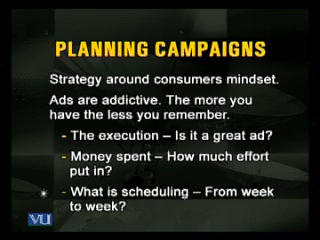 PLANNING CAMPAIGNS
Strategy around consumers mindset.
Ads are addictive. The more you
have the less you remember.
- The execution – Is it a great ad?
- Money spent – How much effort
put in?
- What is scheduling – From week
to week?
VU